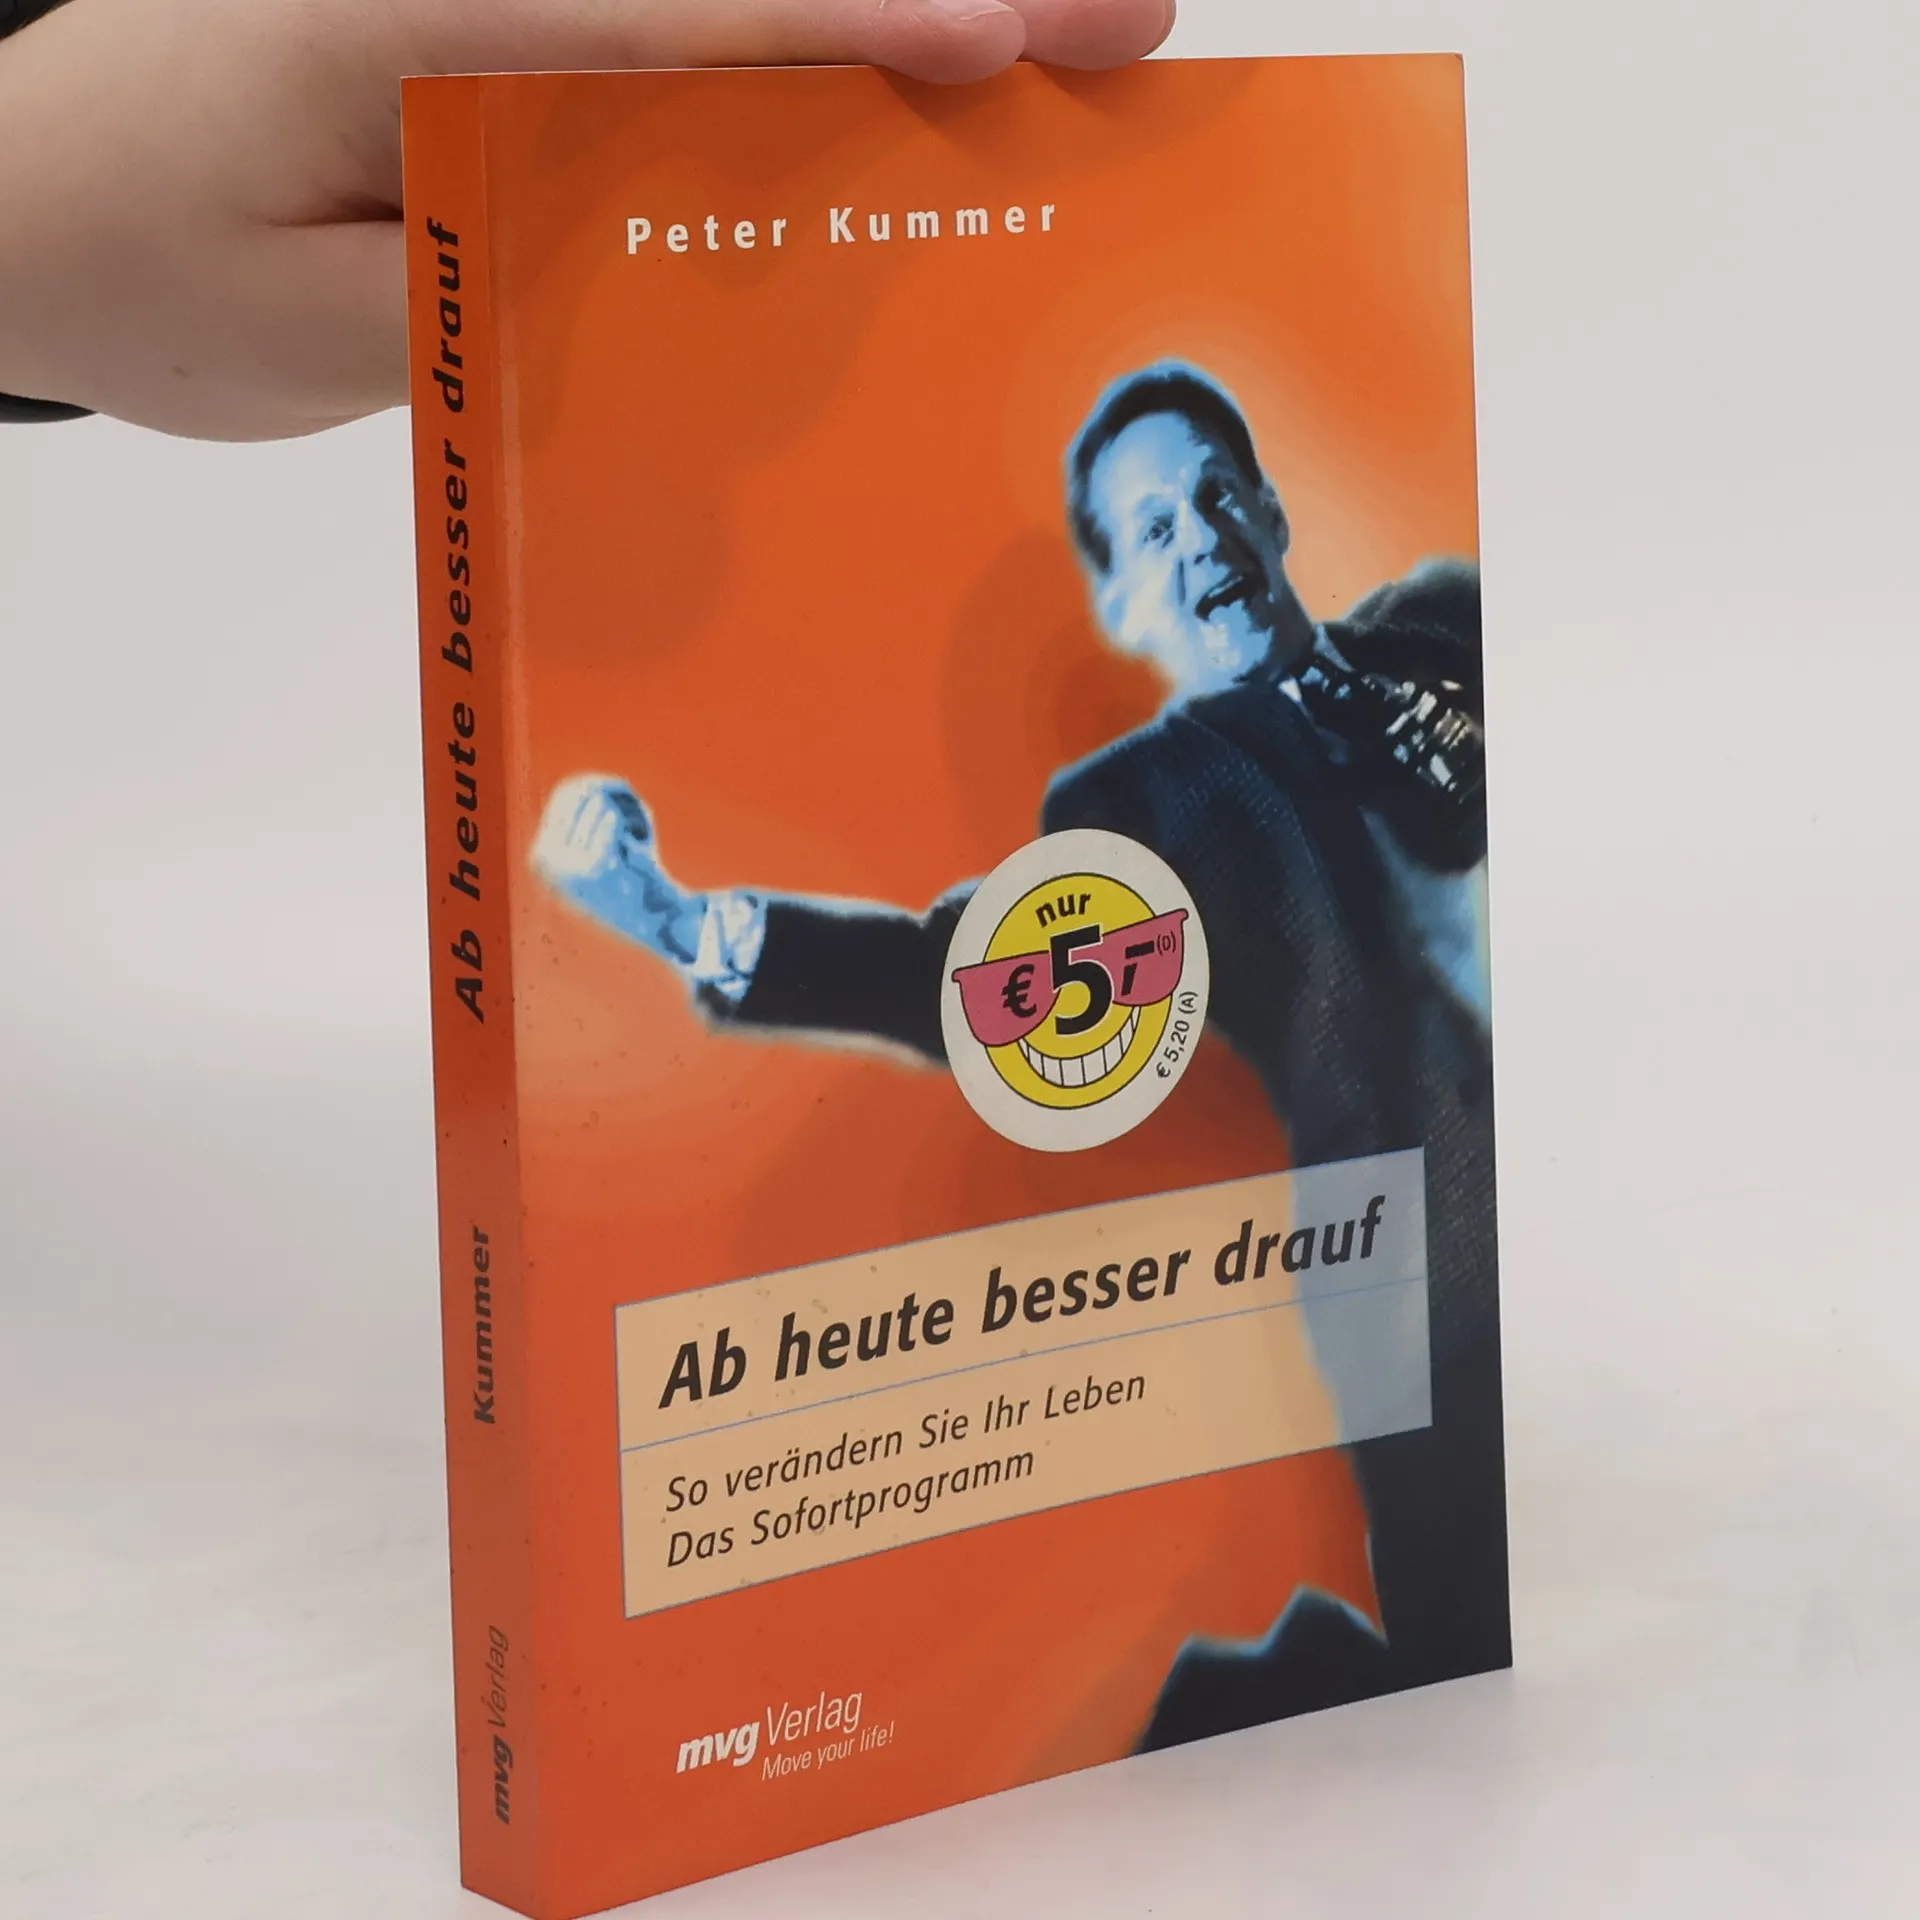 Peter Kummer
nur
€ 5,- (D)
€ 5,20 (A)
Ab heute besser drauf
So verändern Sie Ihr Leben
Das Sofortprogramm
mvg Verlag
Move your life!
Ab heute besser drauf
Kummer
mvg Verlag